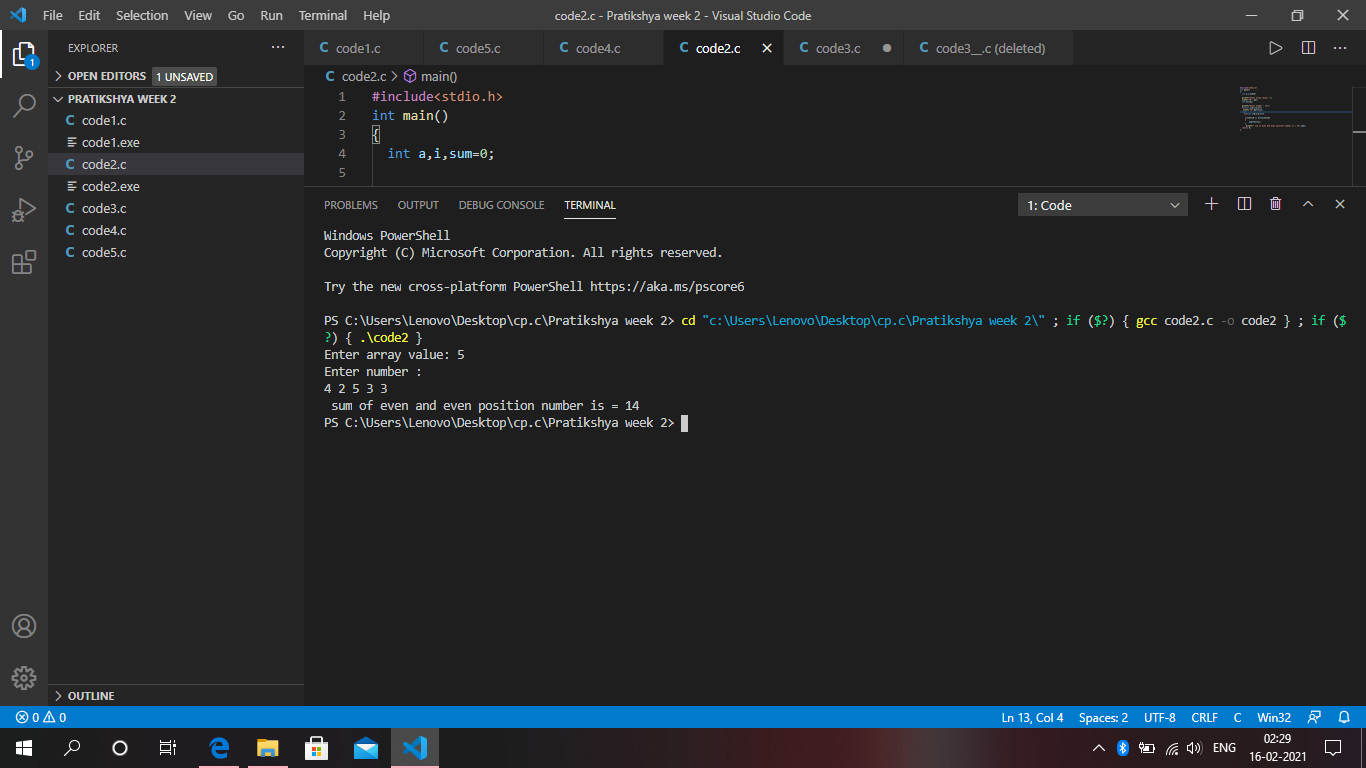 File Edit Selection View Go Run Terminal Help
code2.c - Pratikshya week 2 - Visual Studio Code
EXPLORER
code1.c code5.c code4.c code2.c code3.c code3__.c (deleted)
1
OPEN EDITORS 1 UNSAVED
PRATIKSHYA WEEK 2
code1.c
code1.exe
code2.c
code2.exe
code3.c
code4.c
code5.c
OUTLINE
code2.c > main()
1 #include<stdio.h>
2 int main()
3 {
4 int a,i,sum=0;
5
PROBLEMS OUTPUT DEBUG CONSOLE TERMINAL
1: Code
Windows PowerShell
Copyright (C) Microsoft Corporation. All rights reserved.
Try the new cross-platform PowerShell https://aka.ms/pscore6
PS C:\Users\Lenovo\Desktop\cp.c\Pratikshya week 2> cd "c:\Users\Lenovo\Desktop\cp.c\Pratikshya week 2\" ; if ($?) { gcc code2.c -o code2 } ; if ($
?) { .\code2 }
Enter array value: 5
Enter number :
4 2 5 3 3
sum of even and even position number is = 14
PS C:\Users\Lenovo\Desktop\cp.c\Pratikshya week 2>
0 0
Ln 13, Col 4 Spaces: 2 UTF-8 CRLF C Win32
ENG
02:29
16-02-2021